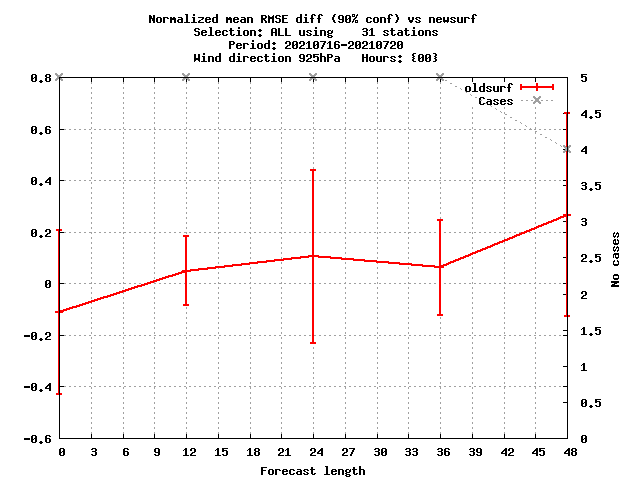 Normalized mean RMSE diff (90% conf) vs newsurf
Selection: ALL using    31 stations
Period: 20210716-20210720
Wind direction 925hPa   Hours: {00}
oldsurf
Cases
0.8
0.6
0.4
0.2
0
-0.2
-0.4
-0.6
5
4.5
4
3.5
3
2.5
2
1.5
1
0.5
0
No cases
0 3 6 9 12 15 18 21 24 27 30 33 36 39 42 45 48
Forecast length